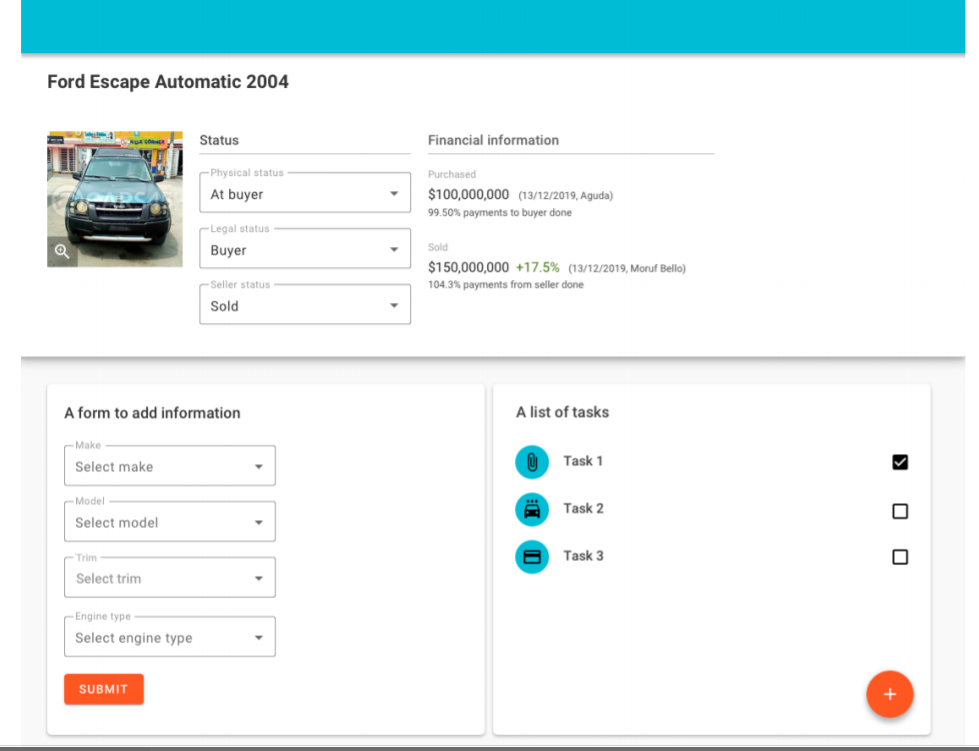 Ford Escape Automatic 2004
Status
Physical status
At buyer
Legal status
Buyer
Seller status
Sold
Financial information
Purchased
$100,000,000 (13/12/2019, Aguda)
99.50% payments to buyer done
Sold
$150,000,000 +17.5% (13/12/2019, Moruf Bello)
104.3% payments from seller done
A form to add information
Make
Select make
Model
Select model
Trim
Select trim
Engine type
Select engine type
SUBMIT
A list of tasks
Task 1
Task 2
Task 3